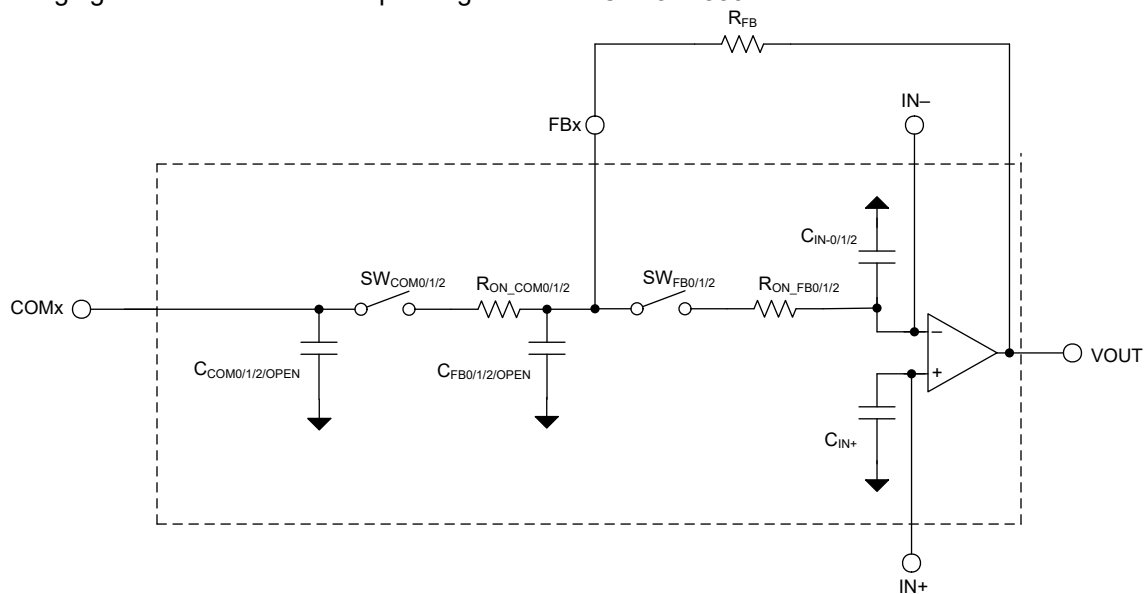 R_FB
IN–
FBx
C_IN-0/1/2
SW_COM0/1/2
R_ON_COM0/1/2
SW_FB0/1/2
R_ON_FB0/1/2
COMx
–
VOUT
C_COM0/1/2/OPEN
C_FB0/1/2/OPEN
+
C_IN+
IN+